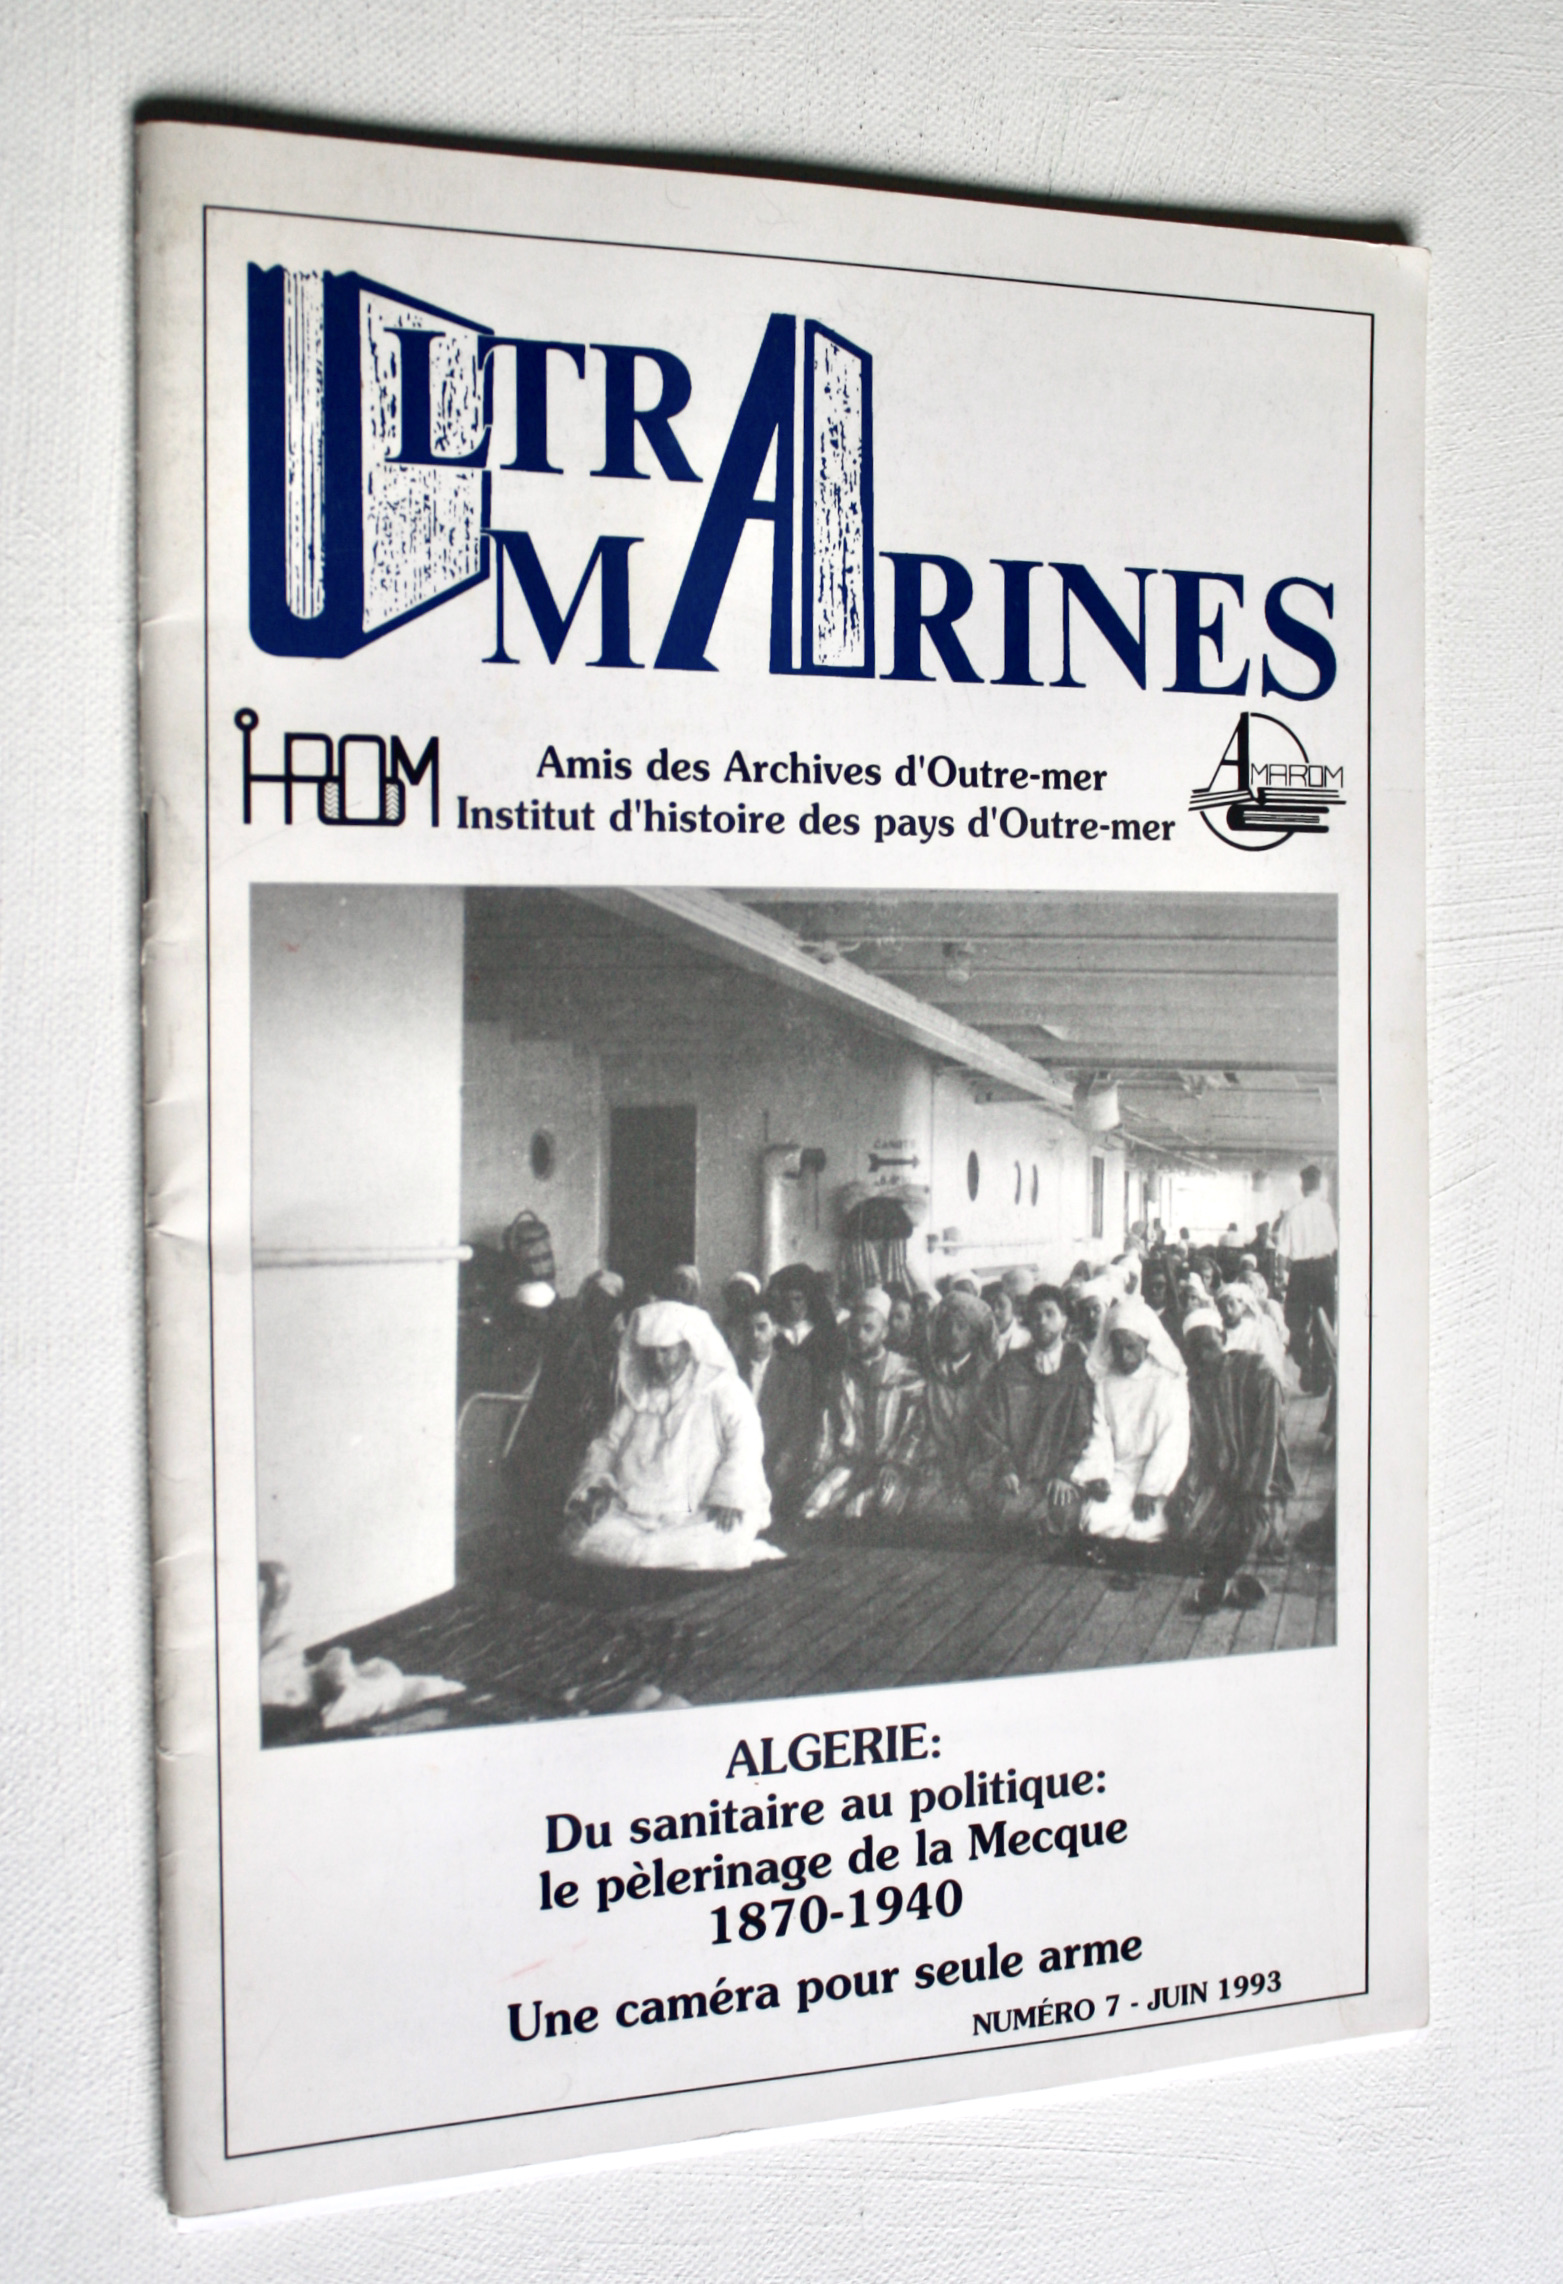 ULTRA
MARINES
IHPOM
Amis des Archives d'Outre-mer
Institut d'histoire des pays d'Outre-mer
AMAROM
CANOTS
ALGERIE:
Du sanitaire au politique:
le pèlerinage de la Mecque
1870-1940
Une caméra pour seule arme
NUMÉRO 7 - JUIN 1993